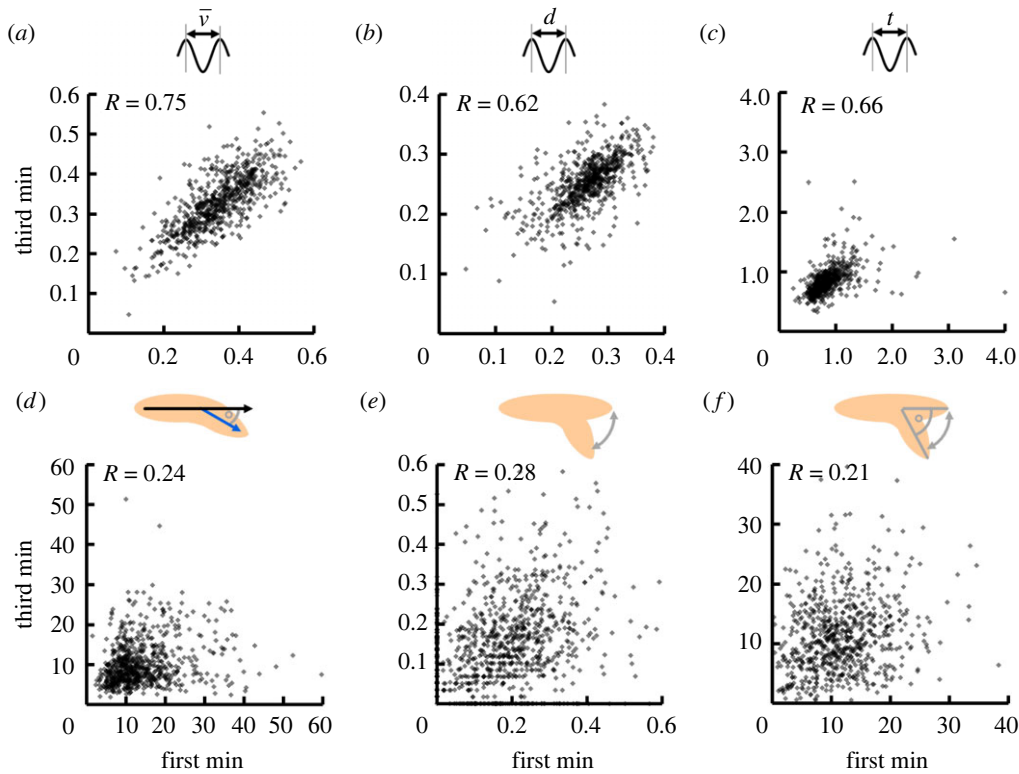 (a) v̄ (b) d (c) t
R = 0.75 R = 0.62 R = 0.66
third min
0.6
0.5
0.4
0.3
0.2
0.1
0 0.2 0.4 0.6
0.4
0.3
0.2
0.1
0 0.1 0.2 0.3 0.4
4.0
3.0
2.0
1.0
0 1.0 2.0 3.0 4.0
(d) (e) (f)
R = 0.24 R = 0.28 R = 0.21
third min
60
50
40
30
20
10
0 10 20 30 40 50 60
first min
0.6
0.5
0.4
0.3
0.2
0.1
0 0.2 0.4 0.6
first min
40
30
20
10
0 10 20 30 40
first min